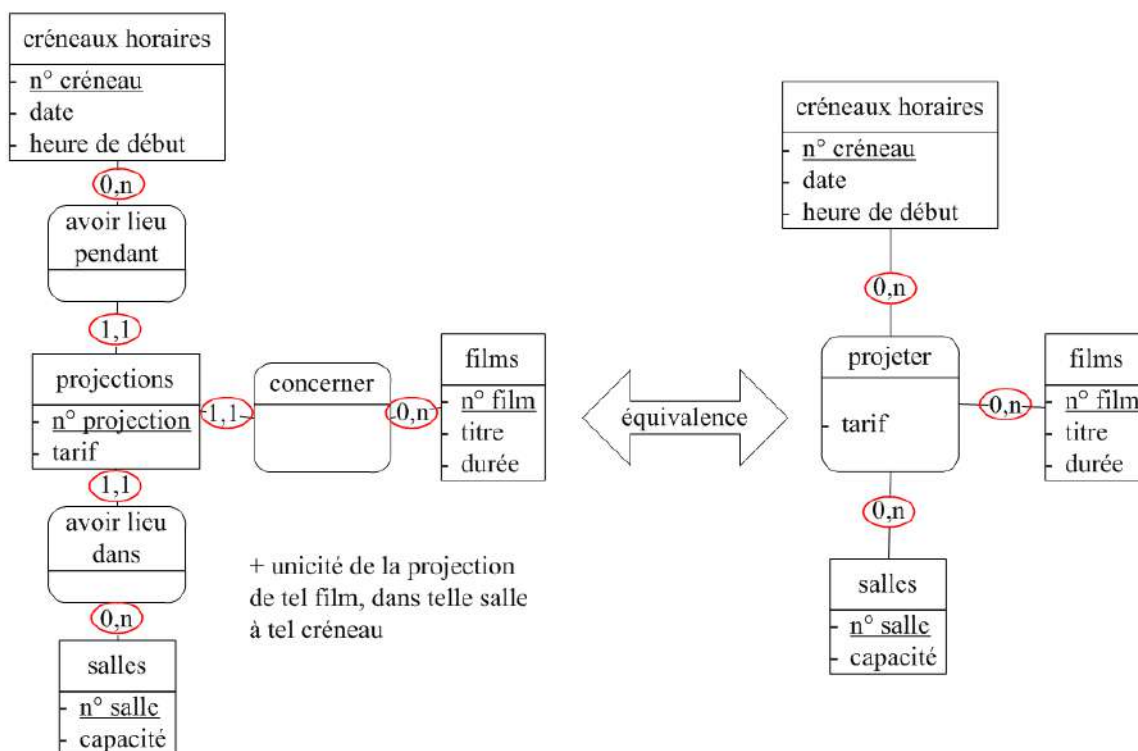 créneaux horaires
- n° créneau
- date
- heure de début
0,n
avoir lieu
pendant
1,1
projections
- n° projection
- tarif
1,1
concerner
0,n
films
- n° film
- titre
- durée
1,1
avoir lieu
dans
0,n
salles
- n° salle
- capacité
+ unicité de la projection
de tel film, dans telle salle
à tel créneau
équivalence
créneaux horaires
- n° créneau
- date
- heure de début
0,n
projeter
- tarif
0,n
films
- n° film
- titre
- durée
0,n
salles
- n° salle
- capacité